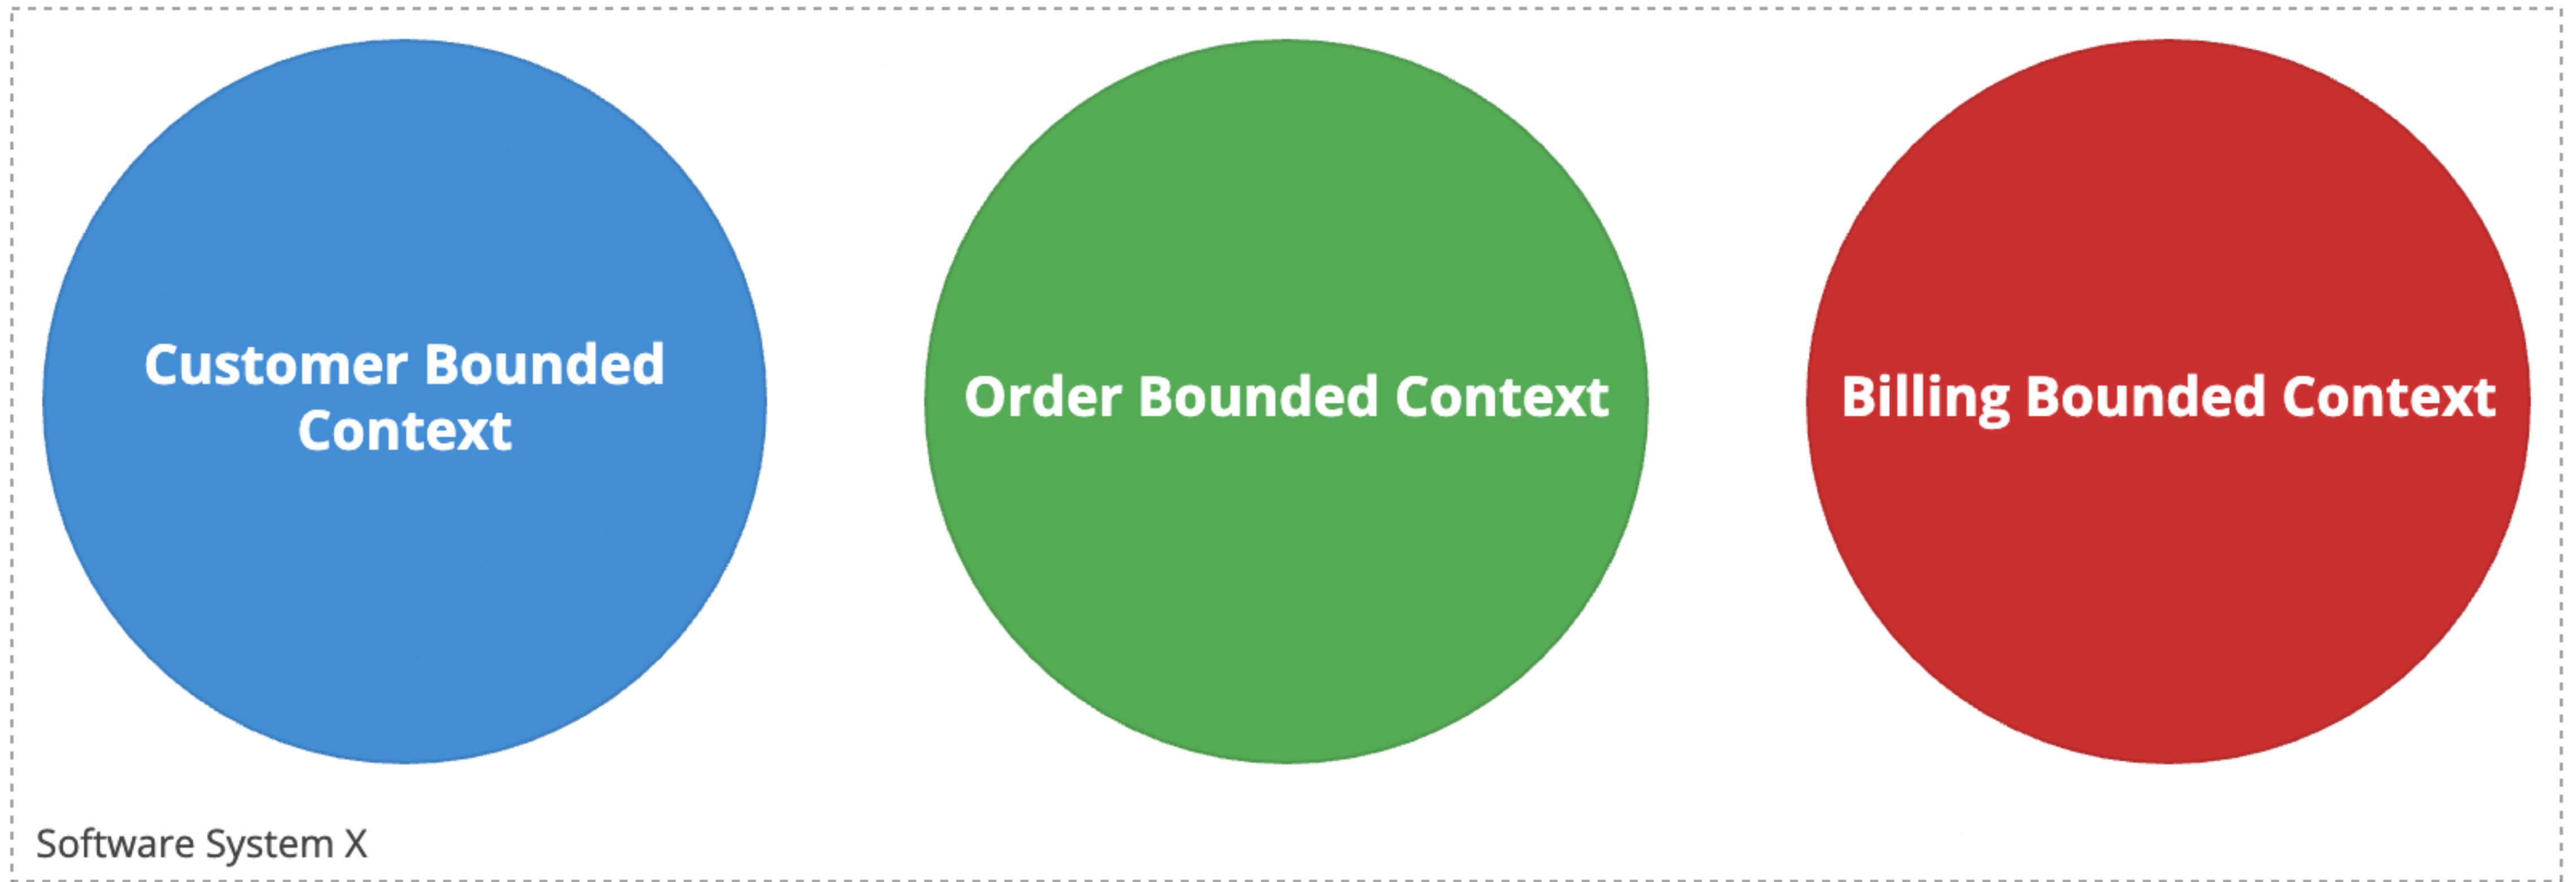 Customer Bounded
Context
Order Bounded Context
Billing Bounded Context
Software System X